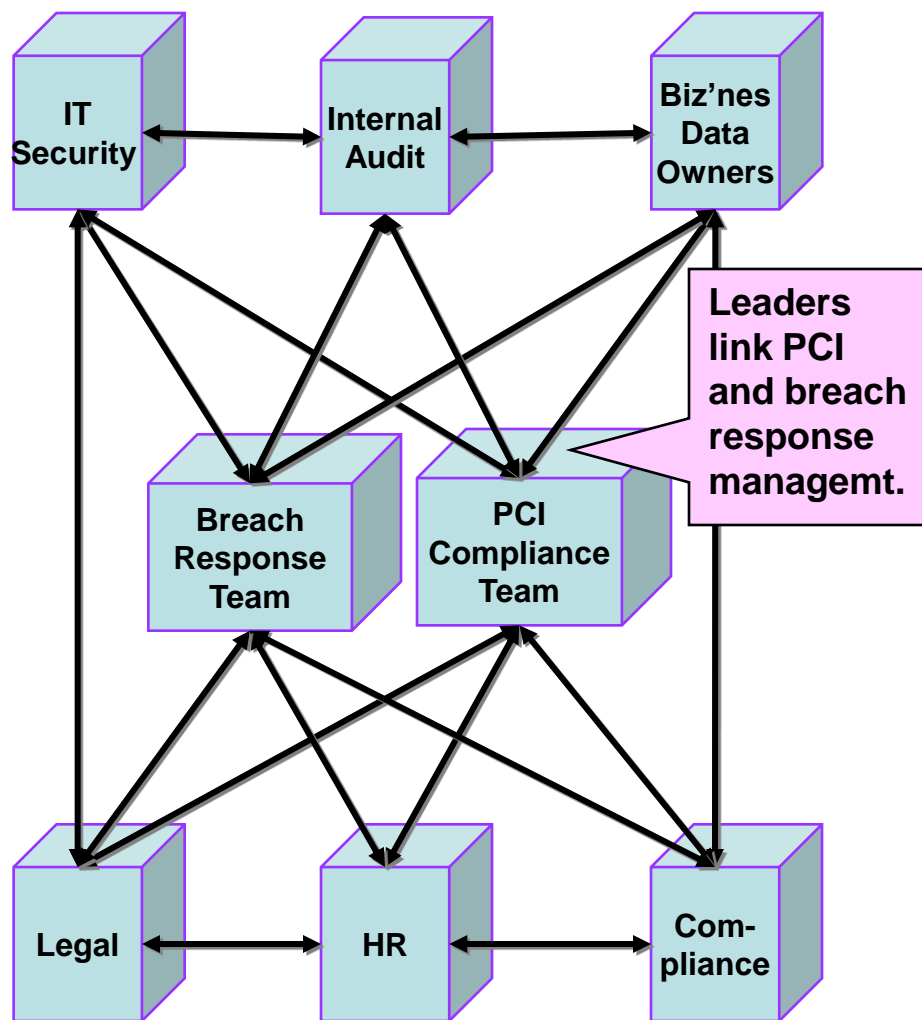 IT
Security
Internal
Audit
Biz’nes
Data
Owners
Leaders
link PCI
and breach
response
managemt.
Breach
Response
Team
PCI
Compliance
Team
Legal
HR
Com-
pliance